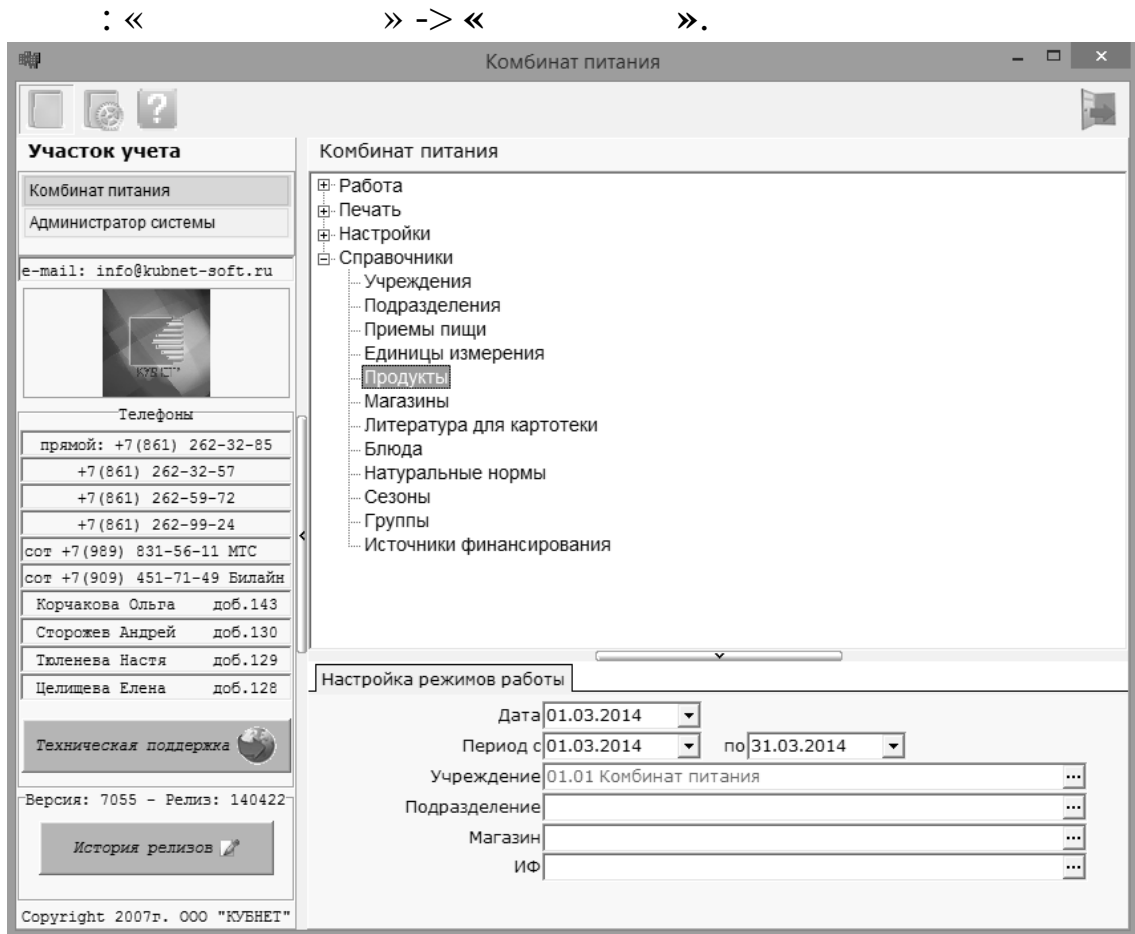 : « » -> « ».
Комбинат питания
Участок учета
Комбинат питания
Администратор системы
e-mail: info@kubnet-soft.ru
КУБНЕТ
Телефоны
прямой: +7(861) 262-32-85
+7(861) 262-32-57
+7(861) 262-59-72
+7(861) 262-99-24
сот +7(989) 831-56-11 МТС
сот +7(909) 451-71-49 Билайн
Корчакова Ольга доб.143
Сторожев Андрей доб.130
Тюленева Настя доб.129
Целищева Елена доб.128
Техническая поддержка
Версия: 7055 - Релиз: 140422
История релизов
Copyright 2007г. ООО "КУБНЕТ"
Комбинат питания
Работа
Печать
Настройки
Справочники
Учреждения
Подразделения
Приемы пищи
Единицы измерения
Продукты
Магазины
Литература для картотеки
Блюда
Натуральные нормы
Сезоны
Группы
Источники финансирования
Настройка режимов работы
Дата 01.03.2014
Период с 01.03.2014 по 31.03.2014
Учреждение 01.01 Комбинат питания ...
Подразделение ...
Магазин ...
ИФ ...